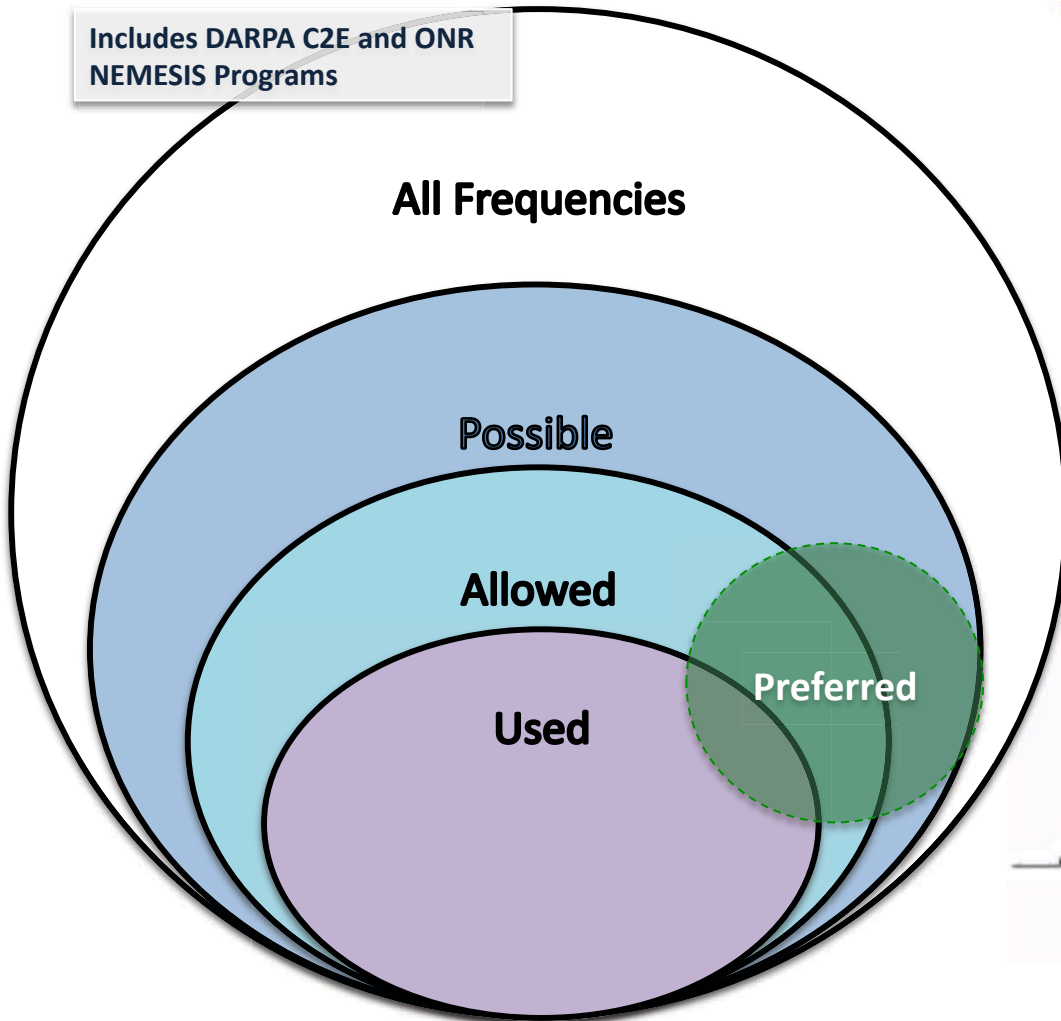 Includes DARPA C2E and ONR
NEMESIS Programs
All Frequencies
Possible
Allowed
Preferred
Used